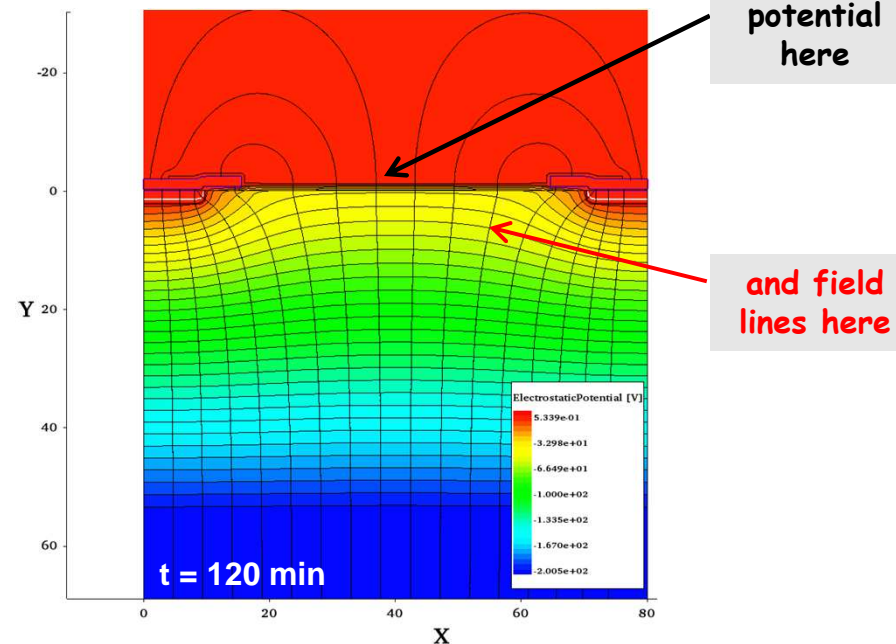 potential
here
-20
0
20
40
60
Y
and field
lines here
ElectrostaticPotential [V]
5.339e-01
-3.298e+01
-6.649e+01
-1.000e+02
-1.335e+02
-1.670e+02
-2.005e+02
t = 120 min
0
20
40
60
80
X